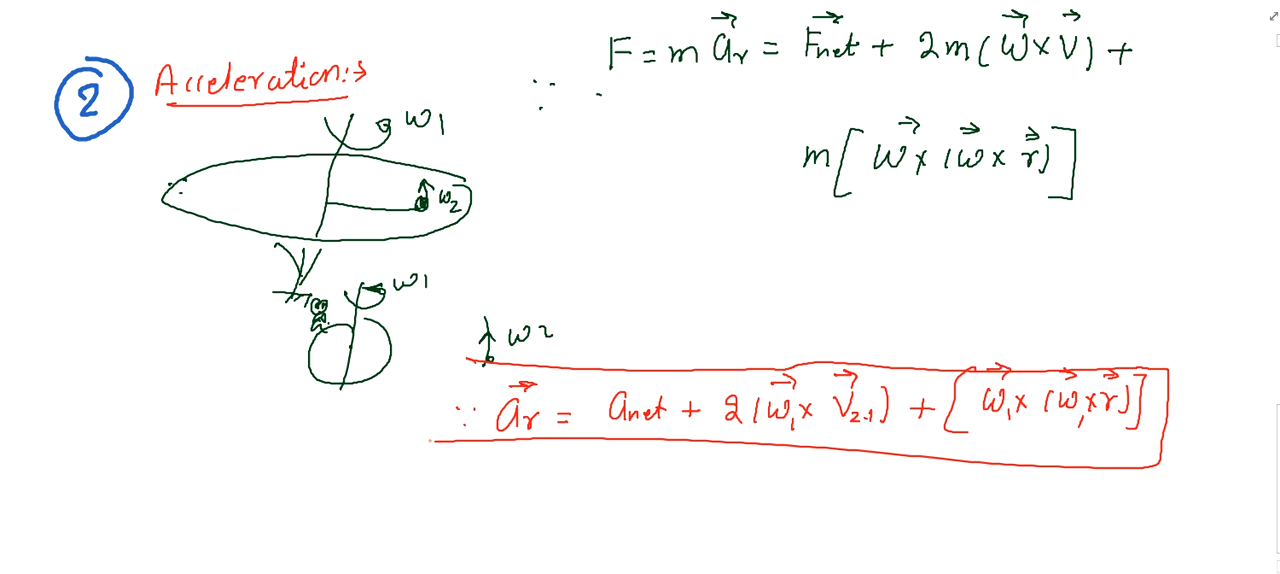 F = m a⃗r = F⃗net + 2m(ω⃗ × V⃗) +
② Acceleration:→
∵
m[ω⃗ × (ω⃗ × r⃗)]
ω1
ω2
ω1
ω2
∵ a⃗r = anet + 2(ω⃗1 × V⃗2-1) + [ω⃗1 × (ω⃗1 × r⃗)]